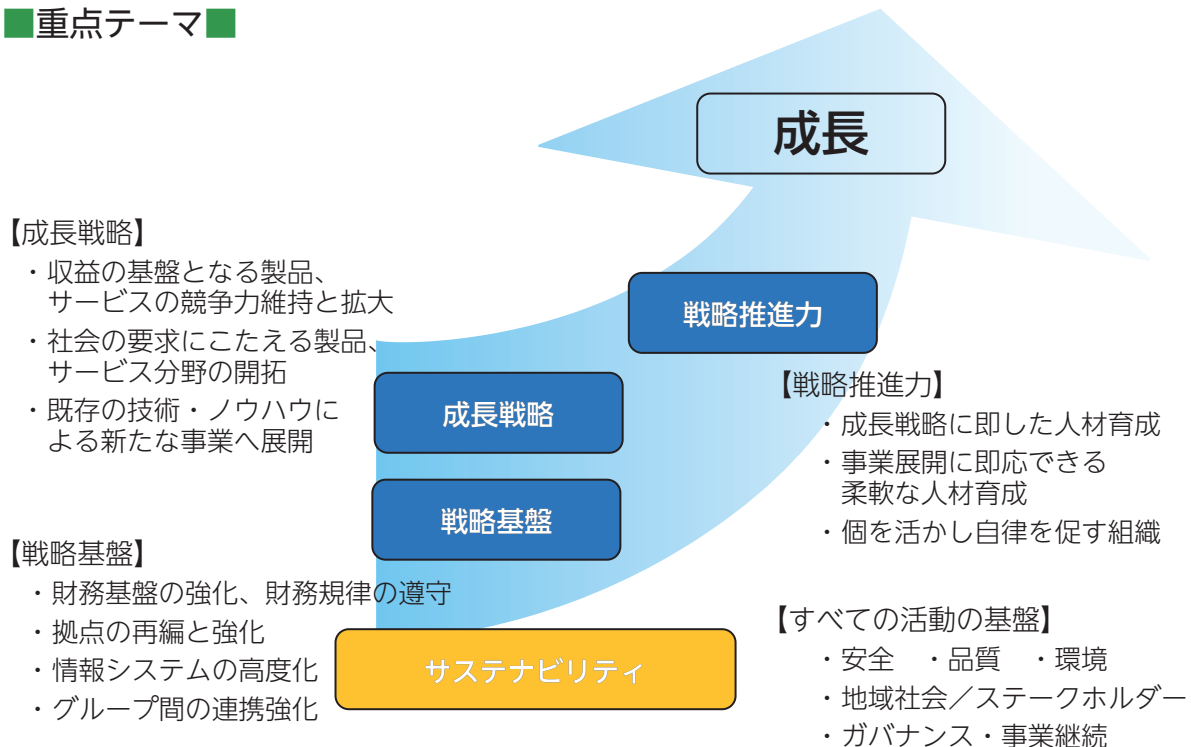 ■重点テーマ■
成長
【成長戦略】
・収益の基盤となる製品、
サービスの競争力維持と拡大
・社会の要求にこたえる製品、
サービス分野の開拓
・既存の技術・ノウハウに
よる新たな事業へ展開
戦略推進力
成長戦略
戦略基盤
【戦略推進力】
・成長戦略に即した人材育成
・事業展開に即応できる
柔軟な人材育成
・個を活かし自律を促す組織
【戦略基盤】
・財務基盤の強化、財務規律の遵守
・拠点の再編と強化
・情報システムの高度化
・グループ間の連携強化
サステナビリティ
【すべての活動の基盤】
・安全　・品質　・環境
・地域社会／ステークホルダー
・ガバナンス・事業継続